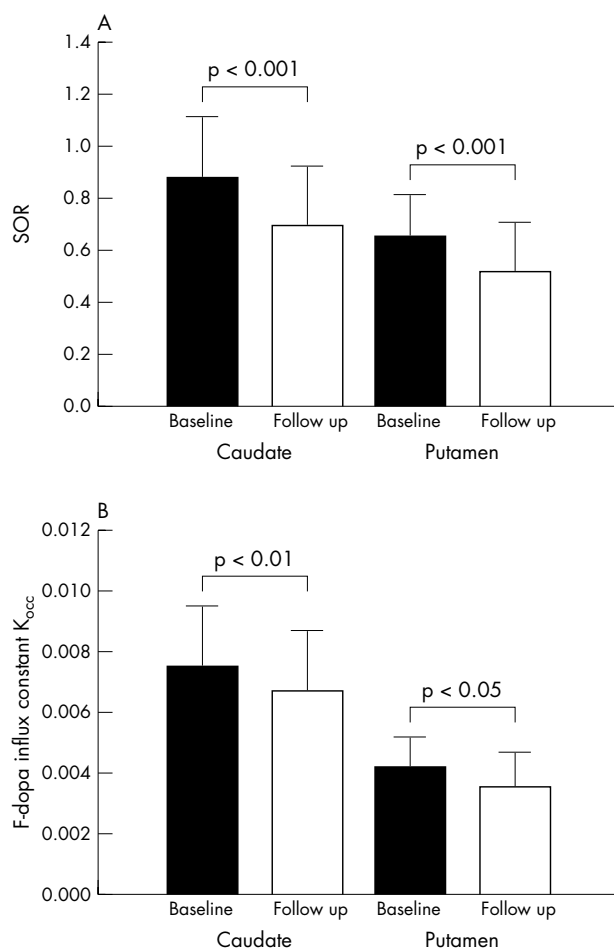 A
1.4
1.2
1.0
0.8
0.6
0.4
0.2
0.0
SOR
p < 0.001
p < 0.001
Baseline Follow up Baseline Follow up
Caudate Putamen
B
0.012
0.010
0.008
0.006
0.004
0.002
0.000
F-dopa influx constant Kocc
p < 0.01
p < 0.05
Baseline Follow up Baseline Follow up
Caudate Putamen